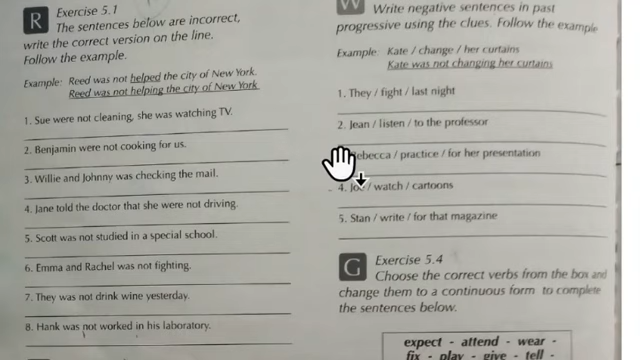 R Exercise 5.1
The sentences below are incorrect,
write the correct version on the line.
Follow the example.
Example: Reed was not helped the city of New York.
Reed was not helping the city of New York
1. Sue were not cleaning, she was watching TV.
2. Benjamin were not cooking for us.
3. Willie and Johnny was checking the mail.
4. Jane told the doctor that she were not driving.
5. Scott was not studied in a special school.
6. Emma and Rachel was not fighting.
7. They was not drink wine yesterday.
8. Hank was not worked in his laboratory.
W Write negative sentences in past
progressive using the clues. Follow the example
Example: Kate / change / her curtains
Kate was not changing her curtains
1. They / fight / last night
2. Jean / listen / to the professor
Rebecca / practice / for her presentation
4. / watch / cartoons
5. Stan / write / for that magazine
G Exercise 5.4
Choose the correct verbs from the box and
change them to a continuous form to complete
the sentences below.
expect - attend - wear -
fix - play - give - tell -